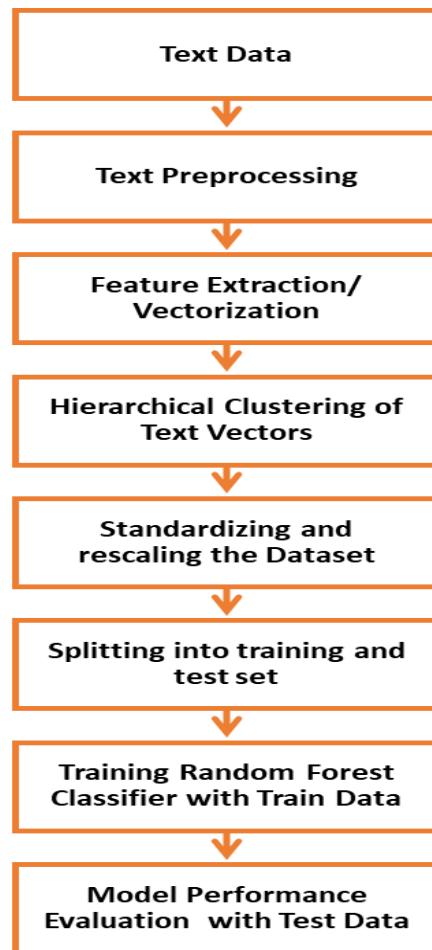 Text Data
Text Preprocessing
Feature Extraction/
Vectorization
Hierarchical Clustering of
Text Vectors
Standardizing and
rescaling the Dataset
Splitting into training and
test set
Training Random Forest
Classifier with Train Data
Model Performance
Evaluation with Test Data